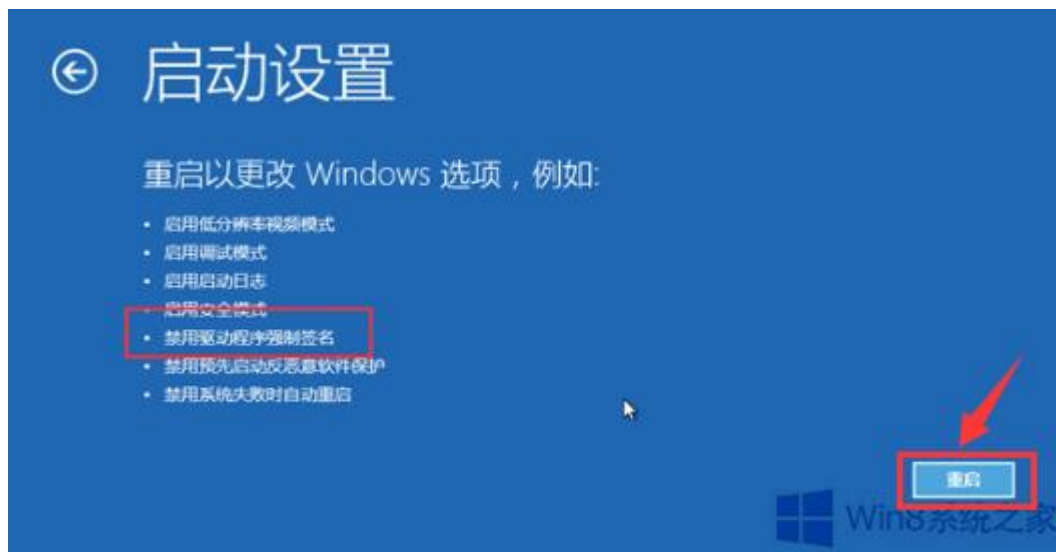 启动设置
重启以更改 Windows 选项，例如:
• 启用低分辨率视频模式
• 启用调试模式
• 启用启动日志
• 启用安全模式
• 禁用驱动程序强制签名
• 禁用预先启动反恶意软件保护
• 禁用系统失败时自动重启
重启
Win8系统之家